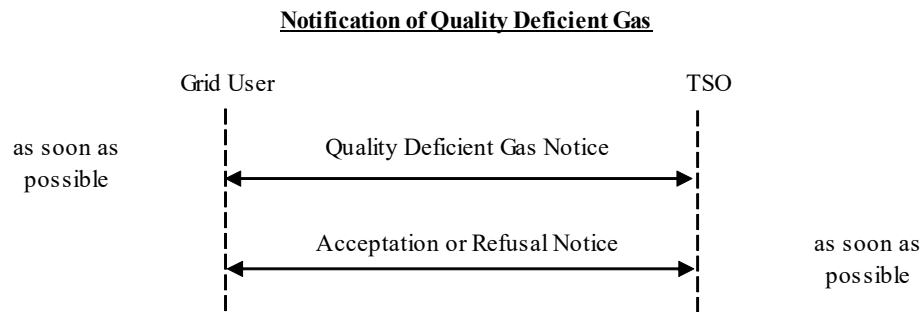 Notification of Quality Deficient Gas
Grid User
TSO
as soon as
possible
Quality Deficient Gas Notice
Acceptation or Refusal Notice
as soon as
possible